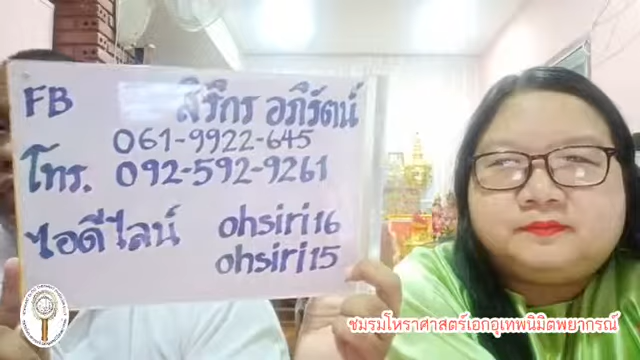 FB สิริกร อภิรัตน์
061-9922-645
โทร. 092-592-9261
ไอดีไลน์ ohsiri16
ohsiri15
ชมรมโหราศาสตร์เอกอุเทพนิมิตพยากรณ์